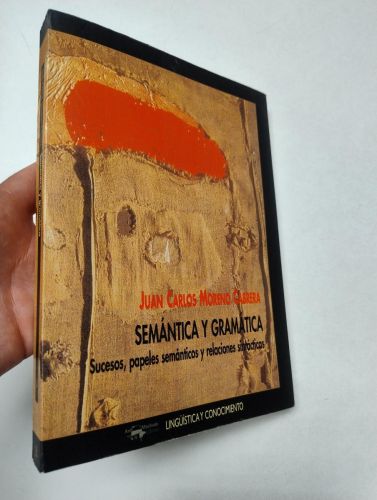 JUAN CARLOS MORENO CABRERA
SEMÁNTICA Y GRAMÁTICA
Sucesos, papeles semánticos y relaciones sintácticas
LINGÜÍSTICA Y CONOCIMIENTO